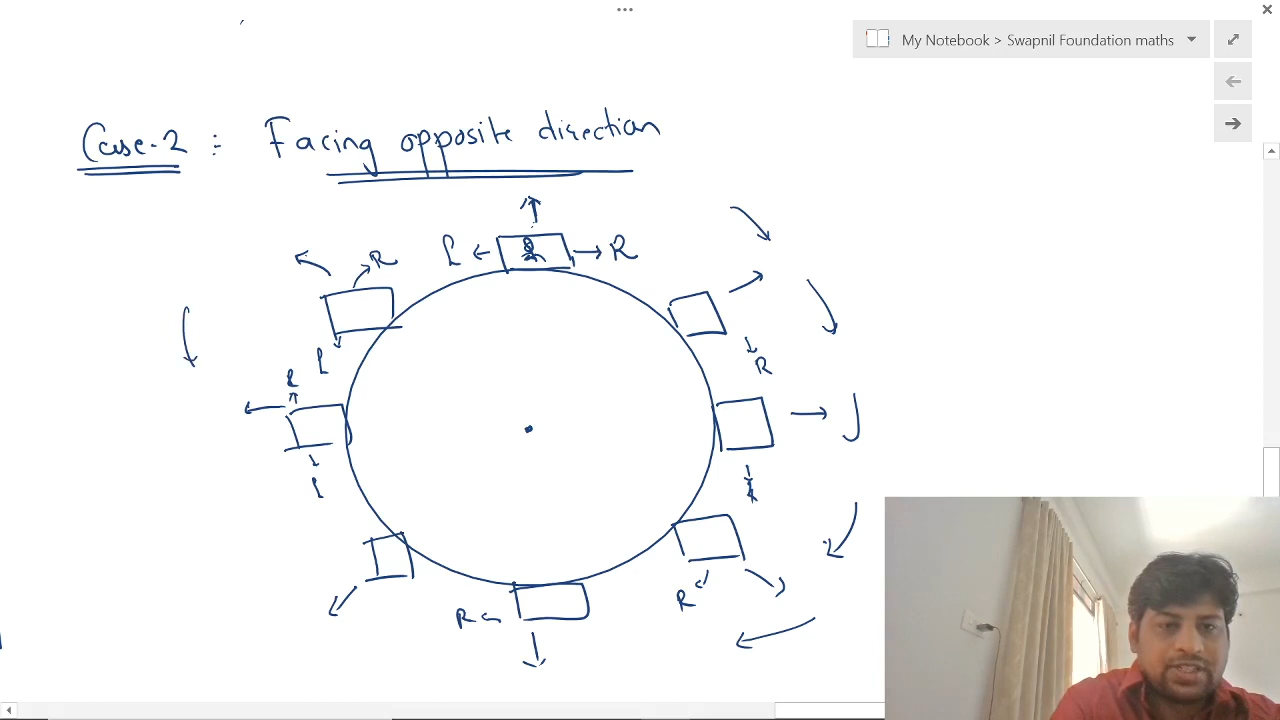 My Notebook > Swapnil Foundation maths
Case-2 : Facing opposite direction
L R
R
L
R
R
L
R
R